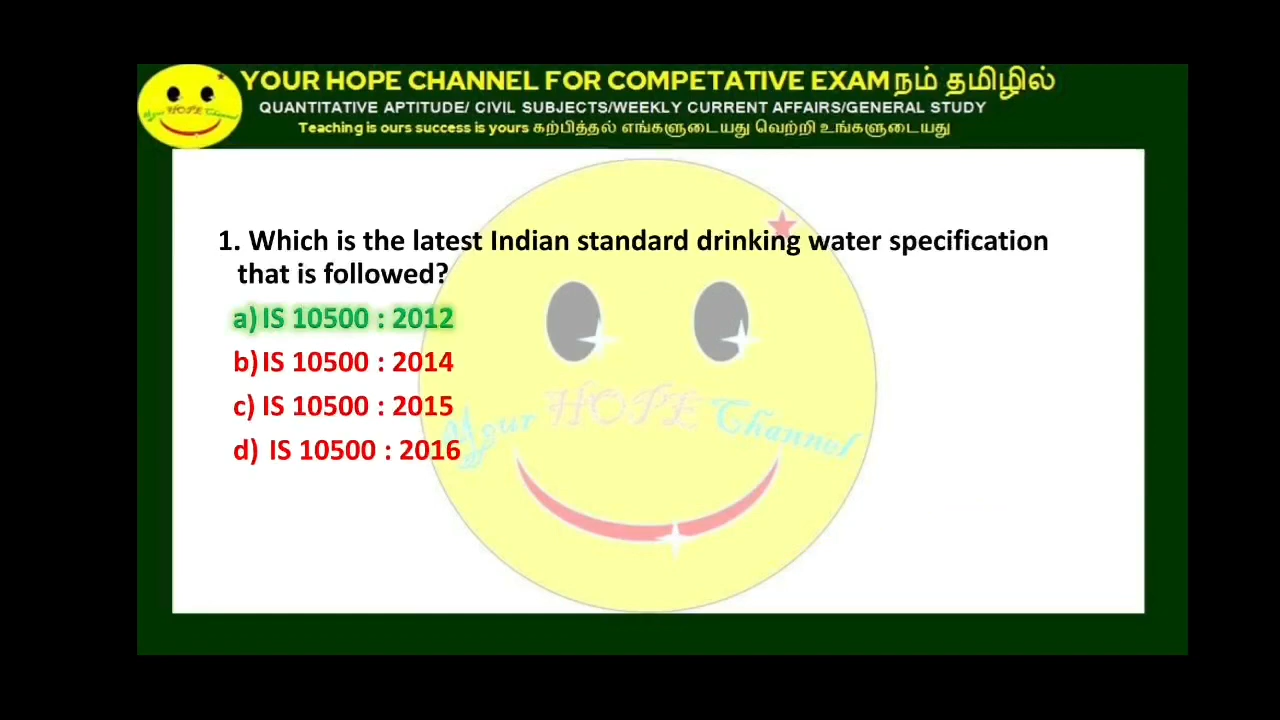 YOUR HOPE CHANNEL FOR COMPETATIVE EXAM நம் தமிழில்
QUANTITATIVE APTITUDE/ CIVIL SUBJECTS/WEEKLY CURRENT AFFAIRS/GENERAL STUDY
Teaching is ours success is yours கற்பித்தல் எங்களுடையது வெற்றி உங்களுடையது
Your HOPE Channel
1. Which is the latest Indian standard drinking water specification
that is followed?
a) IS 10500 : 2012
b) IS 10500 : 2014
c) IS 10500 : 2015
d) IS 10500 : 2016
Your HOPE Channel